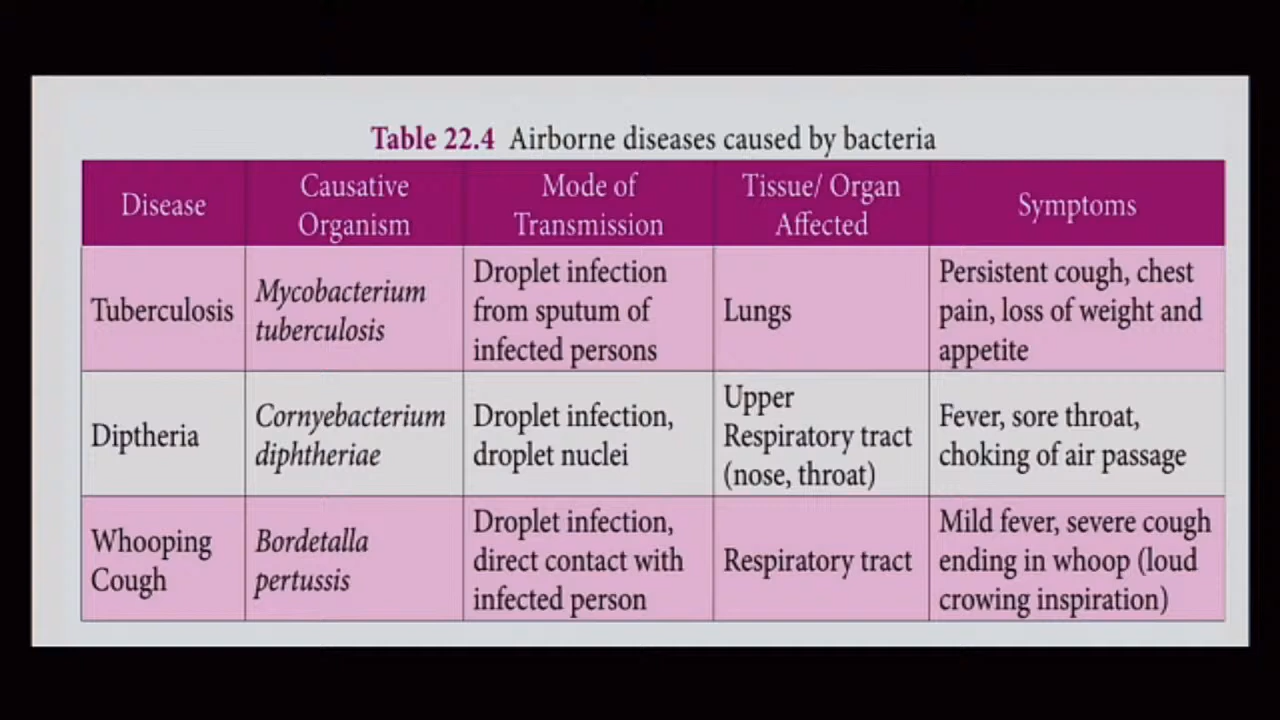 Table 22.4 Airborne diseases caused by bacteria
Disease
Causative
Organism
Mode of
Transmission
Tissue/ Organ
Affected
Symptoms
Tuberculosis
Mycobacterium
tuberculosis
Droplet infection
from sputum of
infected persons
Lungs
Persistent cough, chest
pain, loss of weight and
appetite
Diptheria
Cornyebacterium
diphtheriae
Droplet infection,
droplet nuclei
Upper
Respiratory tract
(nose, throat)
Fever, sore throat,
choking of air passage
Whooping
Cough
Bordetalla
pertussis
Droplet infection,
direct contact with
infected person
Respiratory tract
Mild fever, severe cough
ending in whoop (loud
crowing inspiration)